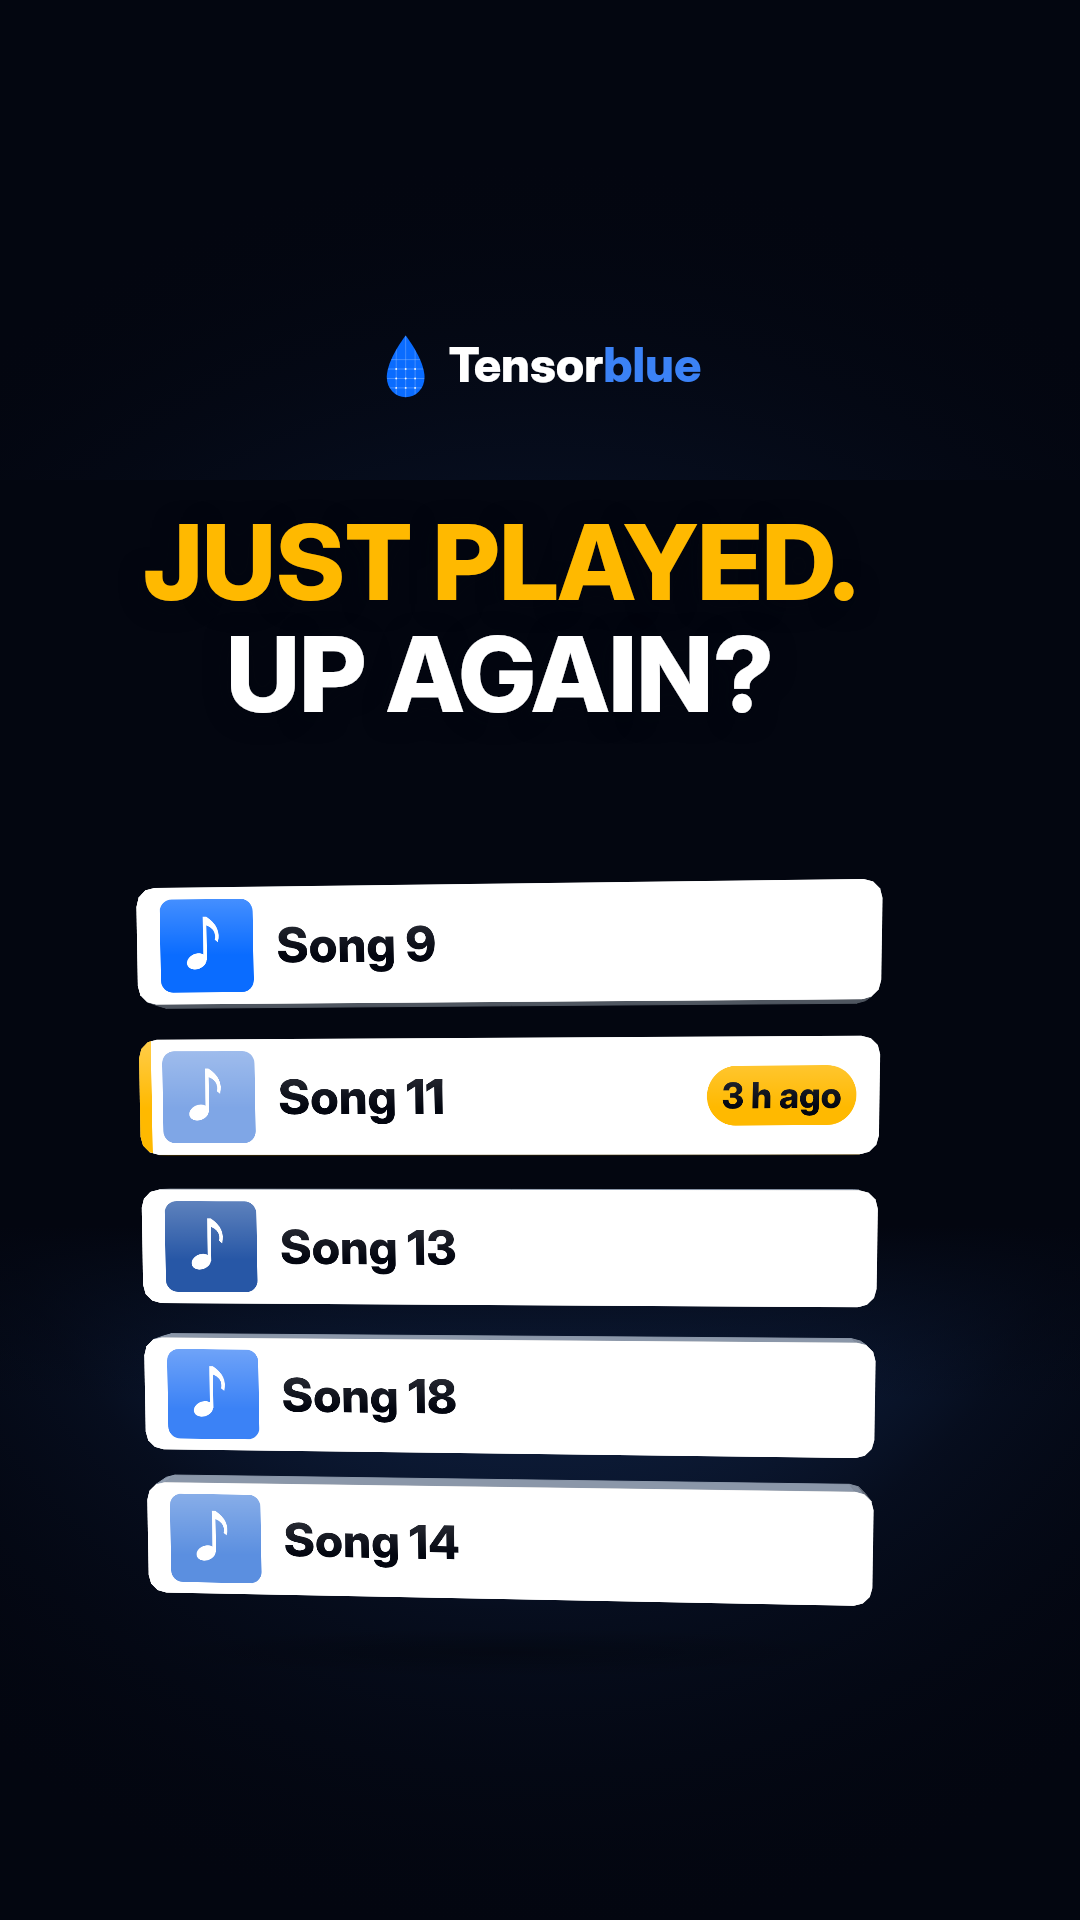 Tensorblue
JUST PLAYED.
UP AGAIN?
Song 9
Song 11
3 h ago
Song 13
Song 18
Song 14